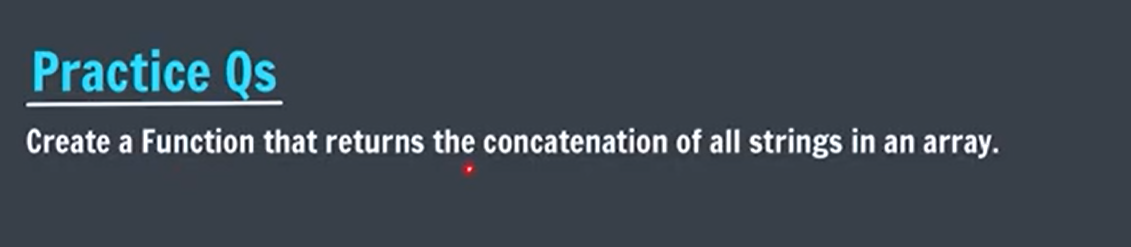 Practice Qs
Create a Function that returns the concatenation of all strings in an array.